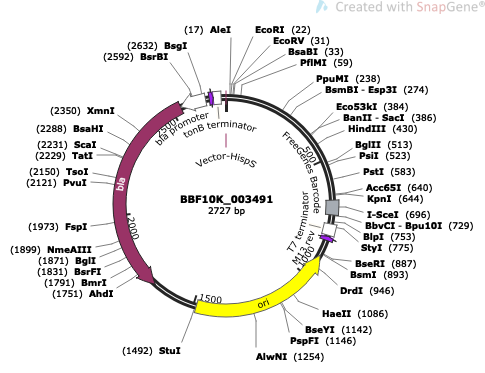 Created with SnapGene®
(17) AleI
EcoRI (22)
EcoRV (31)
BsaBI (33)
PflMI (59)
(2632) BsgI
(2592) BsrBI
PpuMI (238)
BsmBI - Esp3I (274)
Eco53kI (384)
BanII - SacI (386)
HindIII (430)
BglII (513)
PsiI (523)
PstI (583)
Acc65I (640)
KpnI (644)
I-SceI (696)
BbvCI - Bpu10I (729)
BlpI (753)
StyI (775)
BseRI (887)
BsmI (893)
DrdI (946)
HaeII (1086)
BseYI (1142)
PspFI (1146)
AlwNI (1254)
(1492) StuI
(2350) XmnI
(2288) BsaHI
(2231) ScaI
(2229) TatI
(2150) TsoI
(2121) PvuI
(1973) FspI
(1899) NmeAIII
(1871) BglI
(1831) BsrFI
(1791) BmrI
(1751) AhdI
bla promoter
tonB terminator
Vector-HispS
FreeGenes Barcode
T7 terminator
M13 rev
bla
ori
500
1000
1500
2000
2500
BBF10K_003491
2727 bp